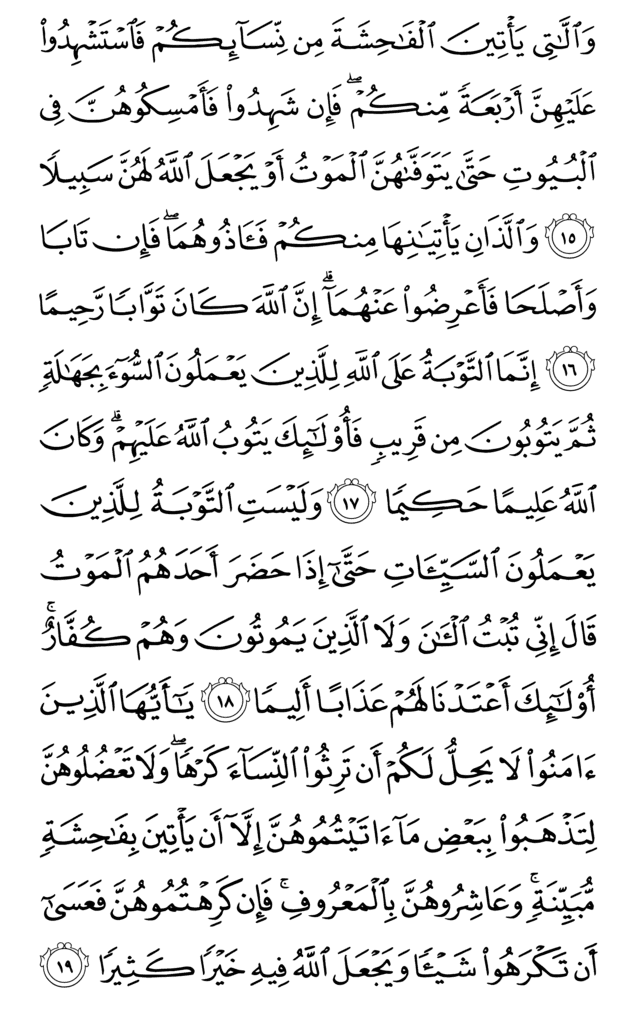 وَٱلَّٰتِى يَأْتِينَ ٱلْفَٰحِشَةَ مِن نِّسَآئِكُمْ فَٱسْتَشْهِدُوا۟
عَلَيْهِنَّ أَرْبَعَةً مِّنكُمْ ۖ فَإِن شَهِدُوا۟ فَأَمْسِكُوهُنَّ فِى
ٱلْبُيُوتِ حَتَّىٰ يَتَوَفَّىٰهُنَّ ٱلْمَوْتُ أَوْ يَجْعَلَ ٱللَّهُ لَهُنَّ سَبِيلًا
١٥ وَٱلَّذَانِ يَأْتِيَٰنِهَا مِنكُمْ فَـَٔاذُوهُمَا ۖ فَإِن تَابَا
وَأَصْلَحَا فَأَعْرِضُوا۟ عَنْهُمَآ ۗ إِنَّ ٱللَّهَ كَانَ تَوَّابًا رَّحِيمًا
١٦ إِنَّمَا ٱلتَّوْبَةُ عَلَى ٱللَّهِ لِلَّذِينَ يَعْمَلُونَ ٱلسُّوٓءَ بِجَهَٰلَةٍ
ثُمَّ يَتُوبُونَ مِن قَرِيبٍ فَأُو۟لَٰٓئِكَ يَتُوبُ ٱللَّهُ عَلَيْهِمْ ۗ وَكَانَ
ٱللَّهُ عَلِيمًا حَكِيمًا ١٧ وَلَيْسَتِ ٱلتَّوْبَةُ لِلَّذِينَ
يَعْمَلُونَ ٱلسَّيِّـَٔاتِ حَتَّىٰٓ إِذَا حَضَرَ أَحَدَهُمُ ٱلْمَوْتُ
قَالَ إِنِّى تُبْتُ ٱلْـَٰٔنَ وَلَا ٱلَّذِينَ يَمُوتُونَ وَهُمْ كُفَّارٌ ۚ
أُو۟لَٰٓئِكَ أَعْتَدْنَا لَهُمْ عَذَابًا أَلِيمًا ١٨ يَٰٓأَيُّهَا ٱلَّذِينَ
ءَامَنُوا۟ لَا يَحِلُّ لَكُمْ أَن تَرِثُوا۟ ٱلنِّسَآءَ كَرْهًا ۖ وَلَا تَعْضُلُوهُنَّ
لِتَذْهَبُوا۟ بِبَعْضِ مَآ ءَاتَيْتُمُوهُنَّ إِلَّآ أَن يَأْتِينَ بِفَٰحِشَةٍ
مُّبَيِّنَةٍ ۚ وَعَاشِرُوهُنَّ بِٱلْمَعْرُوفِ ۚ فَإِن كَرِهْتُمُوهُنَّ فَعَسَىٰٓ
أَن تَكْرَهُوا۟ شَيْـًٔا وَيَجْعَلَ ٱللَّهُ فِيهِ خَيْرًا كَثِيرًا ١٩